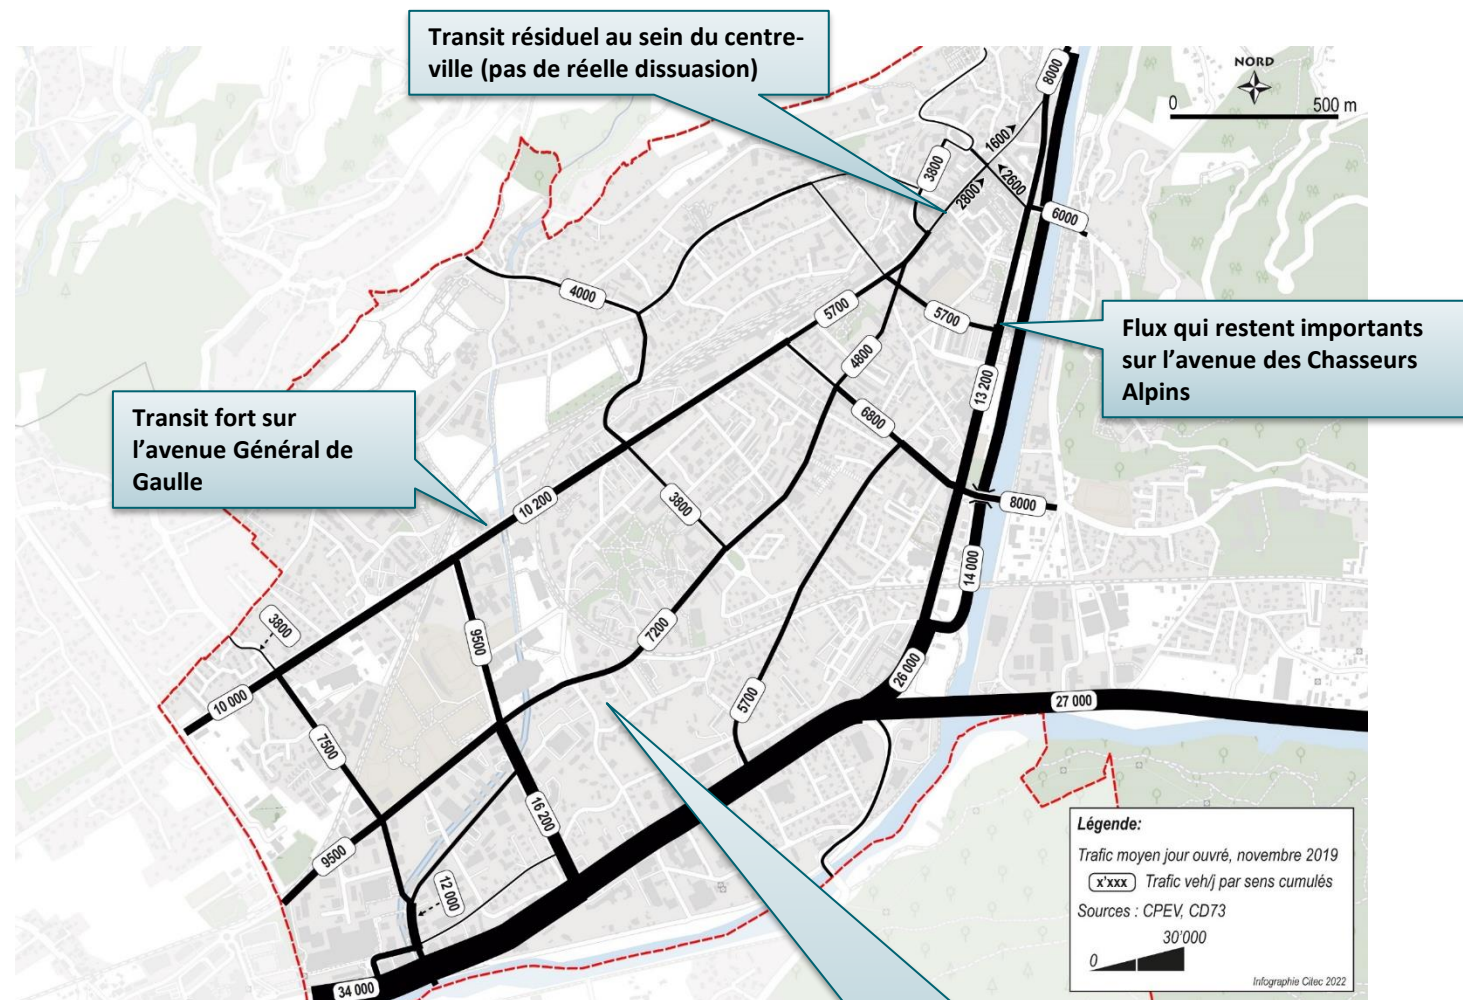 Transit résiduel au sein du centre-
ville (pas de réelle dissuasion)
NORD
0 500 m
8000
1600
3800
2600
2800
6000
4000
5700
5700
4800
Flux qui restent importants
sur l'avenue des Chasseurs
Alpins
13 200
6800
Transit fort sur
l'avenue Général de
Gaulle
10 200
3800
8000
14 000
3800
9500
7200
26 000
10 000
5700
27 000
7500
16 200
9500
12 000
34 000
Légende:
Trafic moyen jour ouvré, novembre 2019
x'xxx Trafic veh/j par sens cumulés
Sources : CPEV, CD73
30'000
0
Infographie Citec 2022